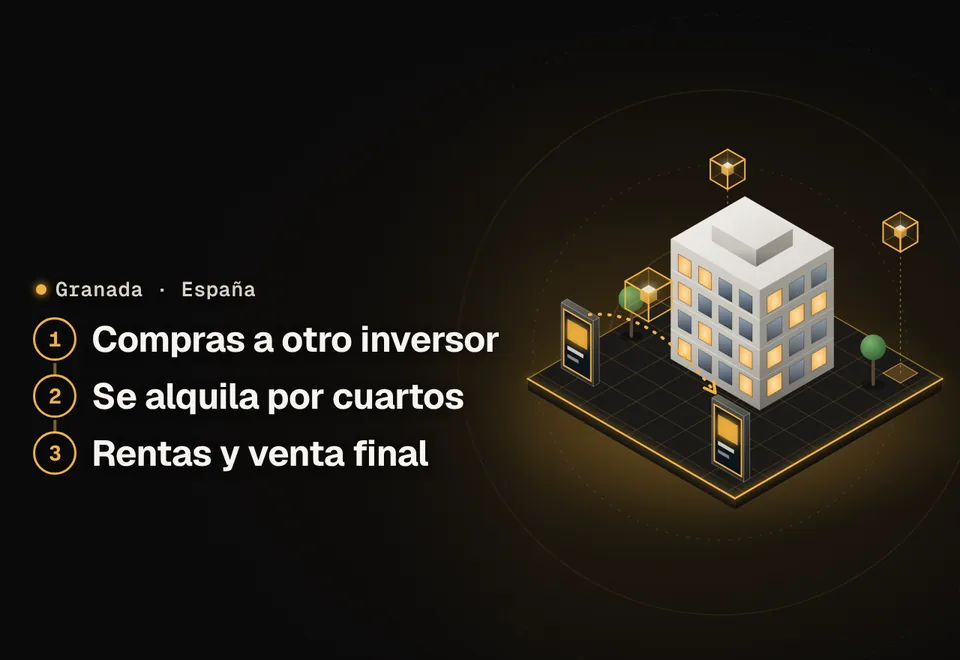 Granada · España
1 Compras a otro inversor
2 Se alquila por cuartos
3 Rentas y venta final